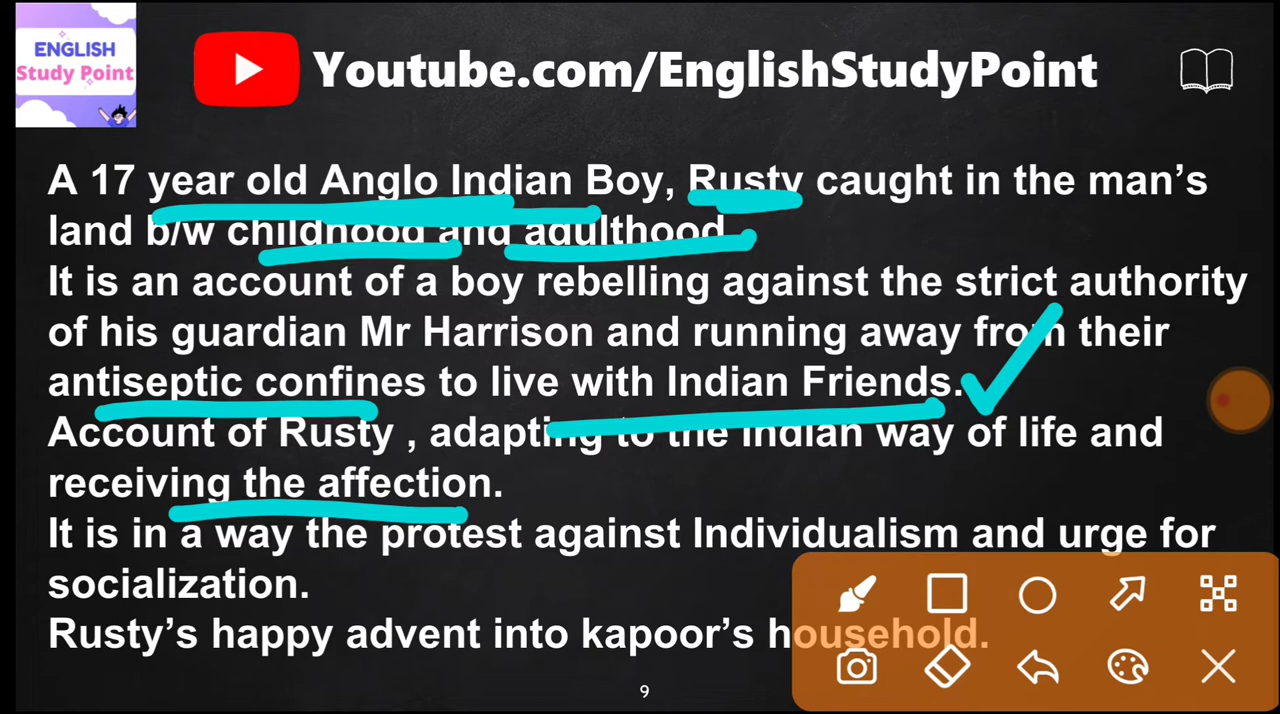 ENGLISH
Study Point
Youtube.com/EnglishStudyPoint
A 17 year old Anglo Indian Boy, Rusty caught in the man's
land b/w childhood and adulthood.
It is an account of a boy rebelling against the strict authority
of his guardian Mr Harrison and running away from their
antiseptic confines to live with Indian Friends.
Account of Rusty , adapting to the Indian way of life and
receiving the affection.
It is in a way the protest against Individualism and urge for
socialization.
Rusty's happy advent into kapoor's household.
9